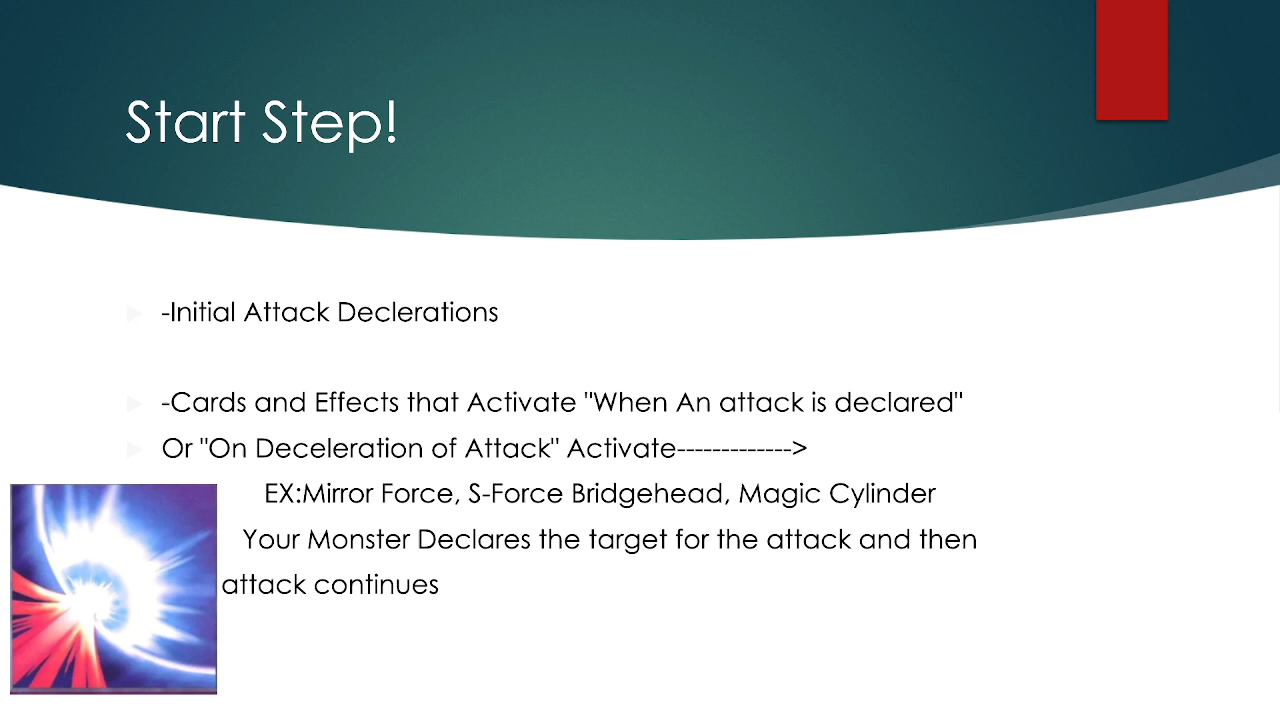 Start Step!
-Initial Attack Declerations
-Cards and Effects that Activate "When An attack is declared"
Or "On Deceleration of Attack" Activate------------->
EX:Mirror Force, S-Force Bridgehead, Magic Cylinder
Your Monster Declares the target for the attack and then
attack continues